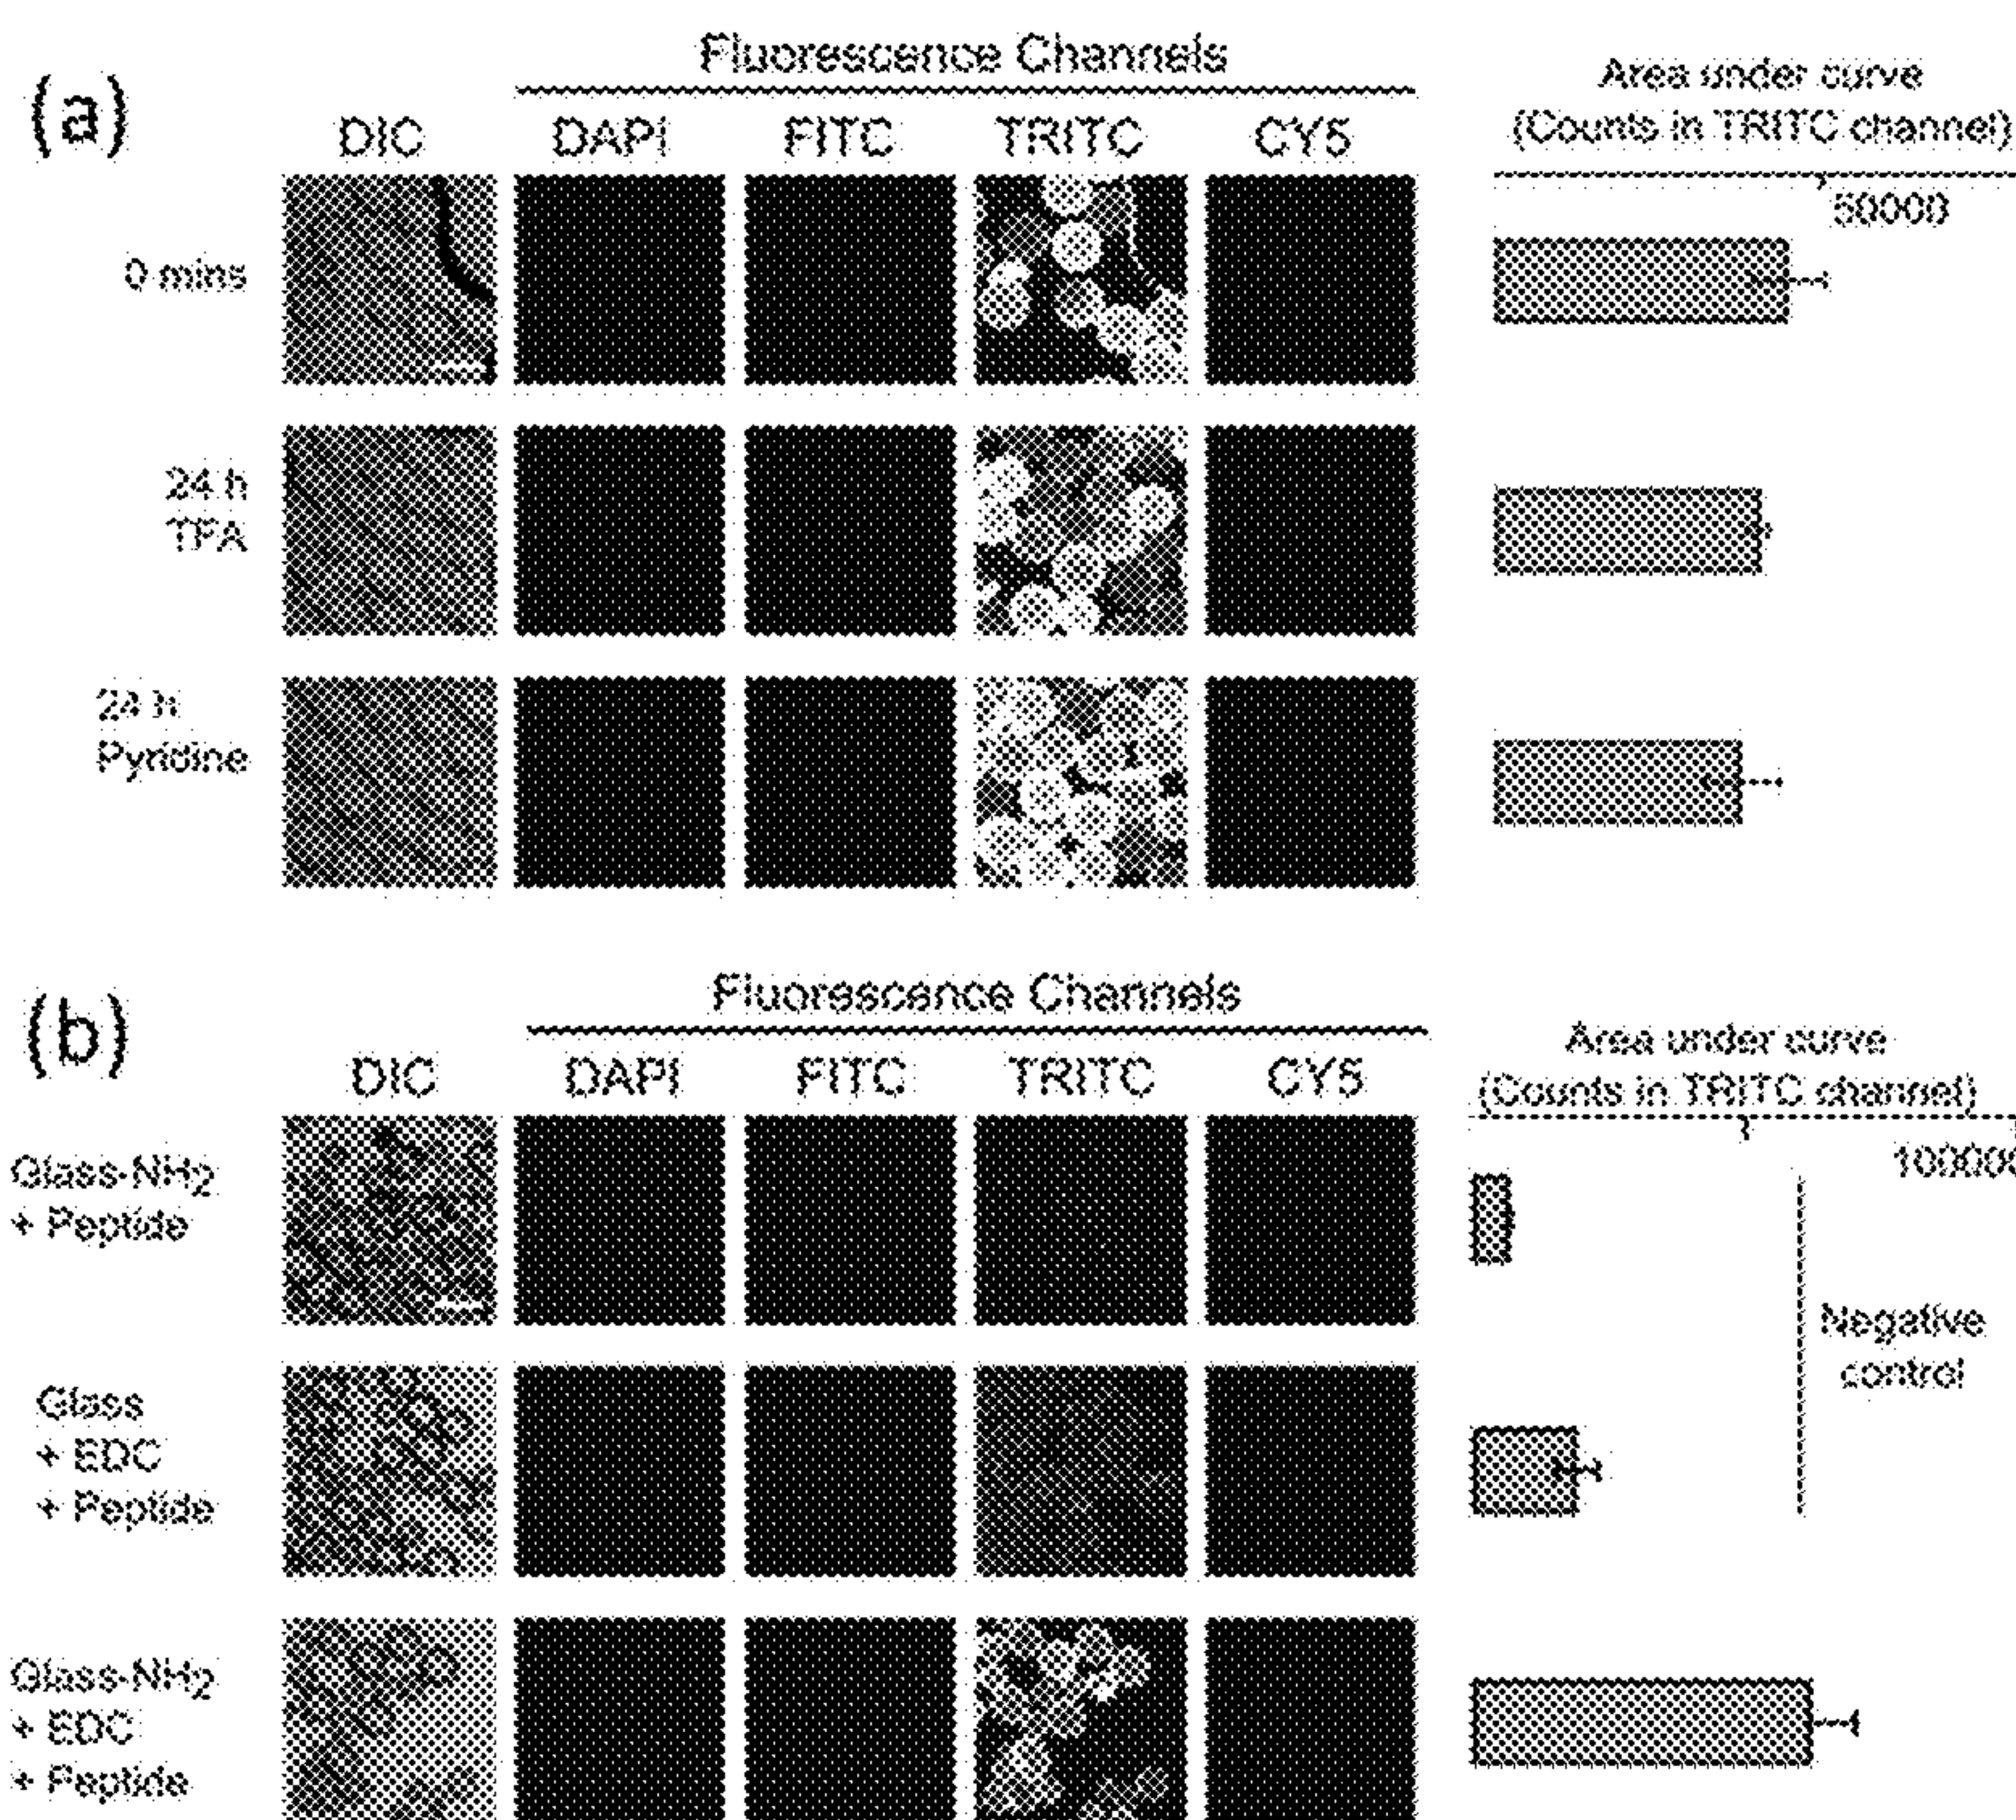 (a)
Fluorescence Channels
DIC DAPI FITC TRITC CY5
Area under curve
(Counts in TRITC channel)
50000
0 mins
24 h
TFA
24 h
Pyridine
(b)
Fluorescence Channels
DIC DAPI FITC TRITC CY5
Area under curve
(Counts in TRITC channel)
100000
Glass-NH2
+ Peptide
Negative
control
Glass
+ EDC
+ Peptide
Glass-NH2
+ EDC
+ Peptide